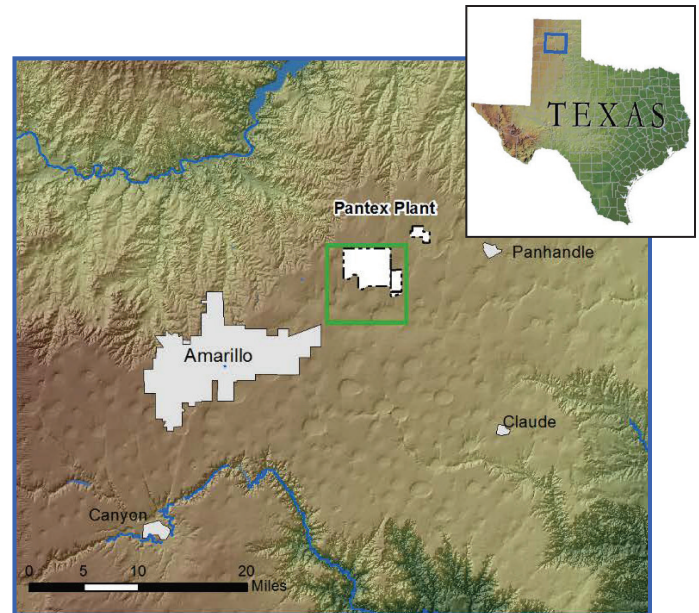 TEXAS
Pantex Plant
Panhandle
Amarillo
Claude
Canyon
0 5 10 20
Miles